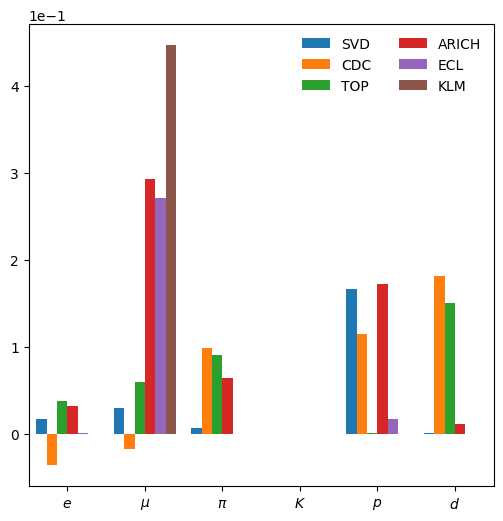 1e−1
SVD ARICH
CDC ECL
TOP KLM
4
3
2
1
0
e μ π K p d